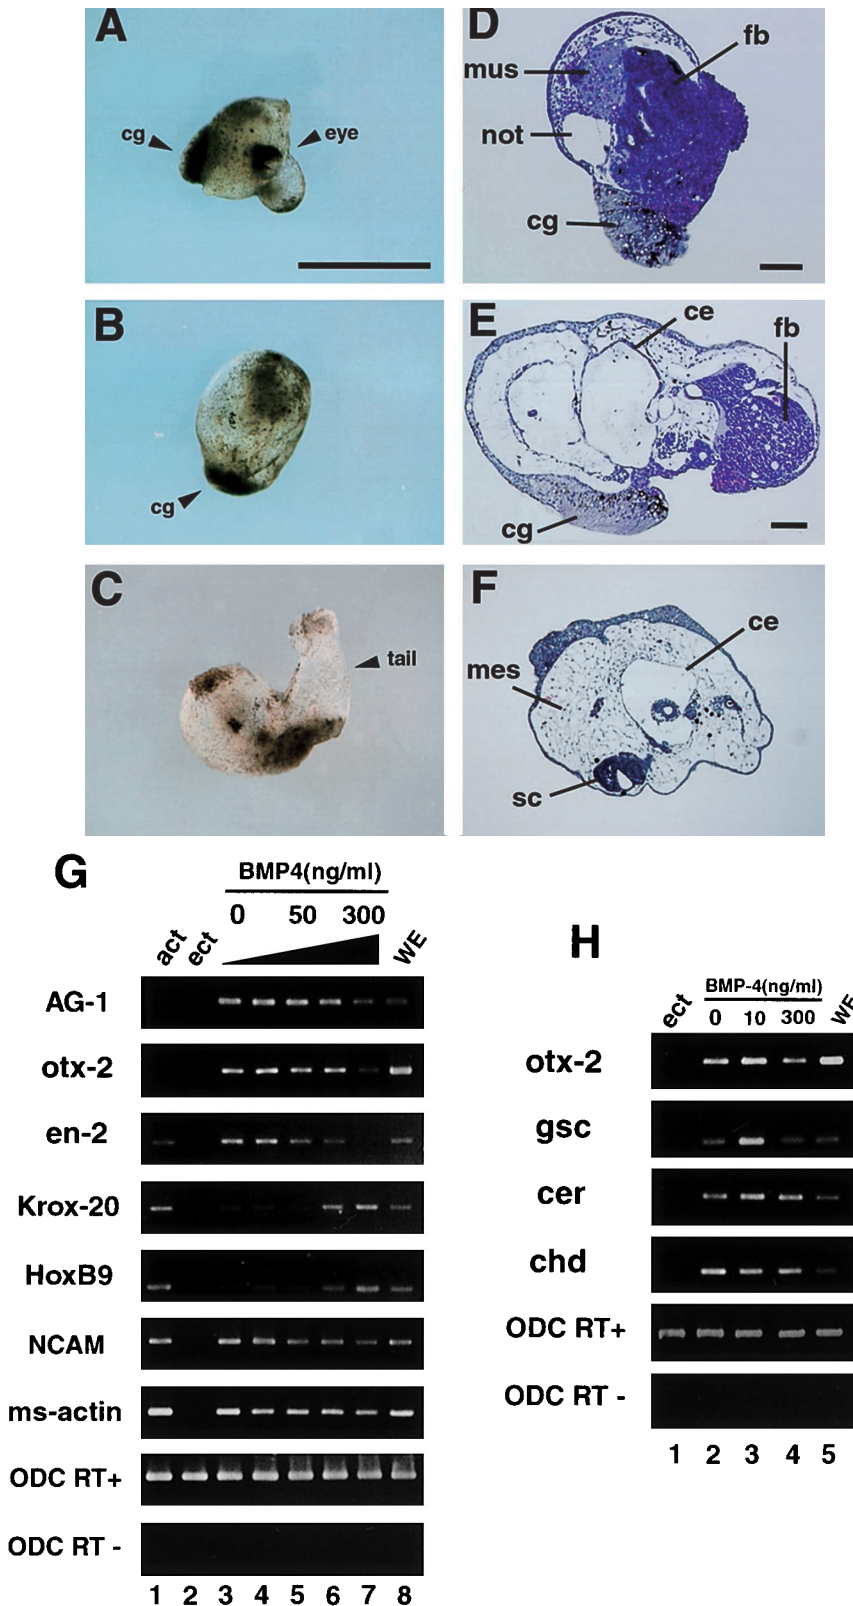 A
cg
eye
D
mus
fb
not
cg
B
cg
E
ce
fb
cg
C
tail
F
ce
mes
sc
G
BMP4(ng/ml)
act ect 0 50 300 WE
AG-1
otx-2
en-2
Krox-20
HoxB9
NCAM
ms-actin
ODC RT+
ODC RT -
1 2 3 4 5 6 7 8
H
BMP-4(ng/ml)
ect 0 10 300 WE
otx-2
gsc
cer
chd
ODC RT+
ODC RT -
1 2 3 4 5